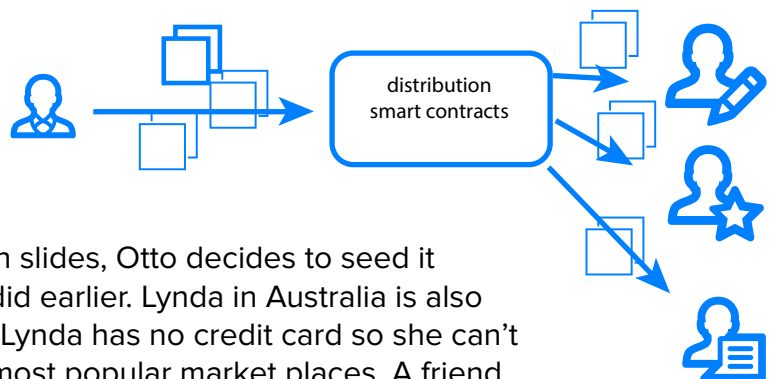 distribution
smart contracts
n slides, Otto decides to seed it
did earlier. Lynda in Australia is also
Lynda has no credit card so she can't
most popular market places. A friend